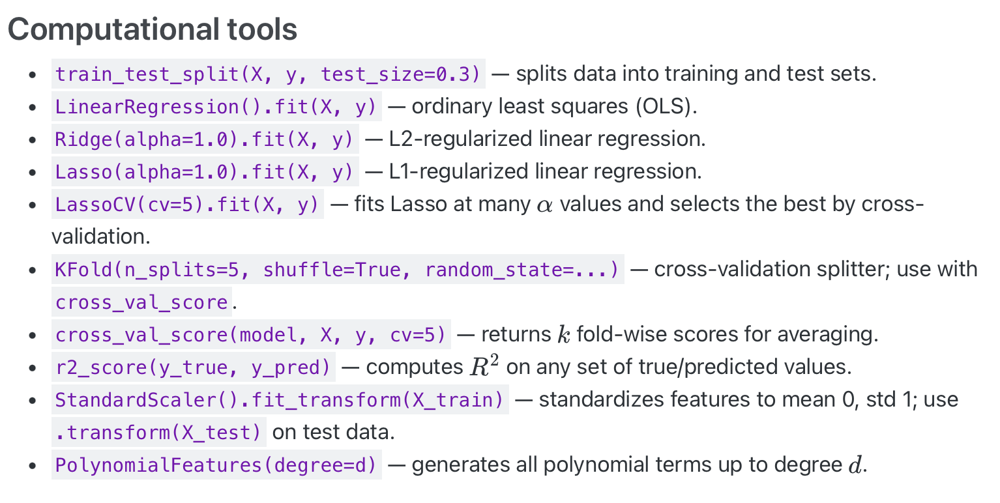 Computational tools
• train_test_split(X, y, test_size=0.3) — splits data into training and test sets.
• LinearRegression().fit(X, y) — ordinary least squares (OLS).
• Ridge(alpha=1.0).fit(X, y) — L2-regularized linear regression.
• Lasso(alpha=1.0).fit(X, y) — L1-regularized linear regression.
• LassoCV(cv=5).fit(X, y) — fits Lasso at many α values and selects the best by cross-
validation.
• KFold(n_splits=5, shuffle=True, random_state=...) — cross-validation splitter; use with
cross_val_score.
• cross_val_score(model, X, y, cv=5) — returns k fold-wise scores for averaging.
• r2_score(y_true, y_pred) — computes R² on any set of true/predicted values.
• StandardScaler().fit_transform(X_train) — standardizes features to mean 0, std 1; use
.transform(X_test) on test data.
• PolynomialFeatures(degree=d) — generates all polynomial terms up to degree d.